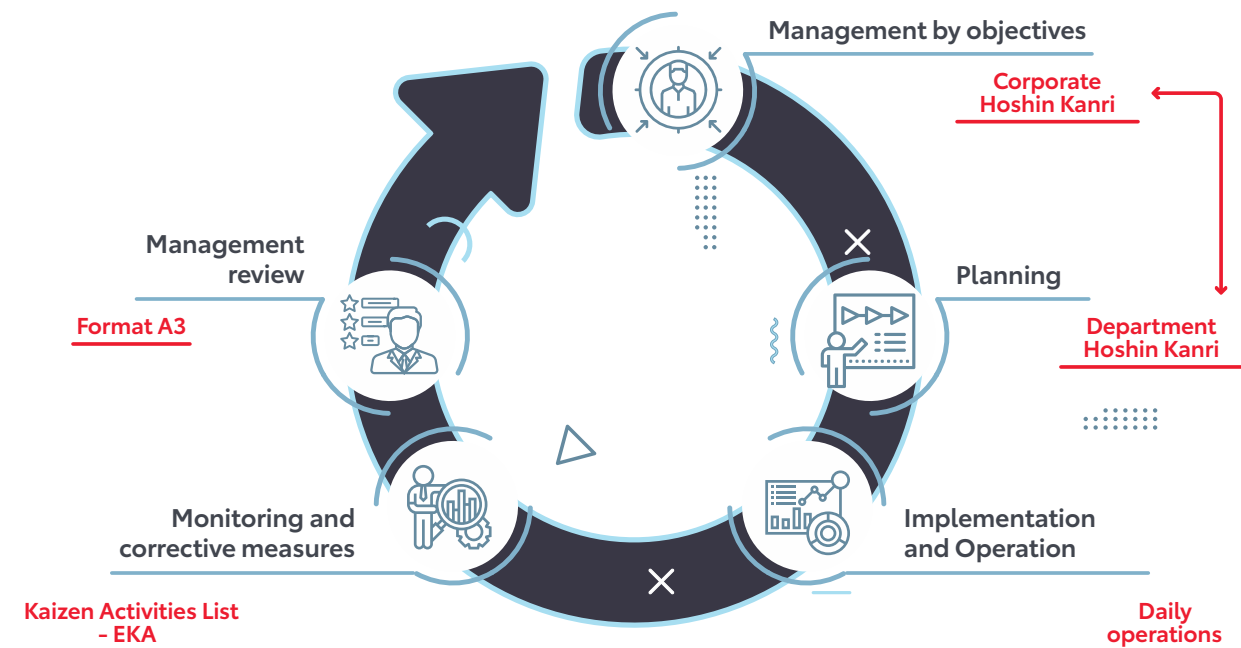 Management by objectives
Corporate
Hoshin Kanri
Planning
Department
Hoshin Kanri
Implementation
and Operation
Daily
operations
Monitoring and
corrective measures
Kaizen Activities List
- EKA
Management
review
Format A3